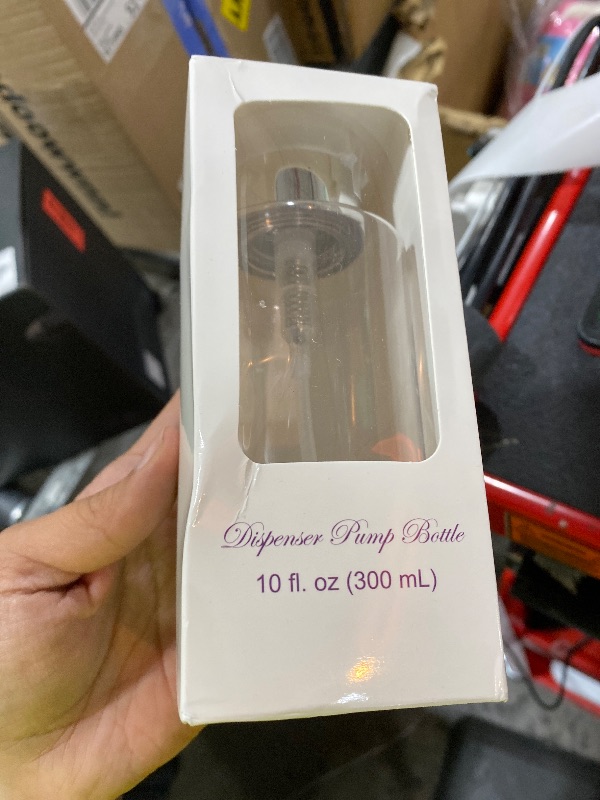 Dispenser Pump Bottle
10 fl. oz (300 mL)